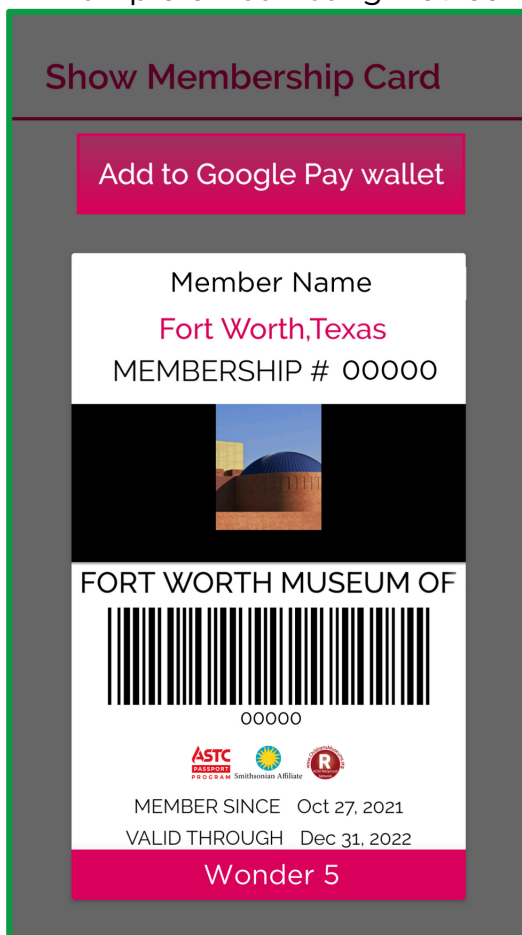 Show Membership Card
Add to Google Pay wallet
Member Name
Fort Worth,Texas
MEMBERSHIP # 00000
FORT WORTH MUSEUM OF
00000
ASTC
PASSPORT
PROGRAM
Smithsonian Affiliate
R
MEMBER SINCE Oct 27, 2021
VALID THROUGH Dec 31, 2022
Wonder 5